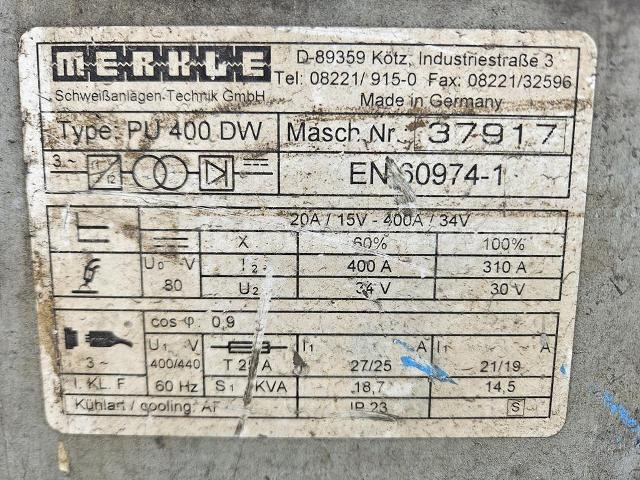 MERKLE
D-89359 Kötz, Industriestraße 3
Tel: 08221/ 915-0 Fax: 08221/32596
Schweißanlagen-Technik GmbH
Made in Germany
Type: PU 400 DW Masch.Nr. 37917
3~ EN 60974-1
20A / 15V - 400A / 34V
X 60% 100%
U0 V I2 400 A 310 A
80 U2 34 V 30 V
cos φ: 0,9
U1 V I1 A I1 A
3~ 400/440 T A 27/25 21/19
I. KL. F 60 Hz S1 KVA 18,7 14,5
Kühlart / cooling: AF IP 23 S